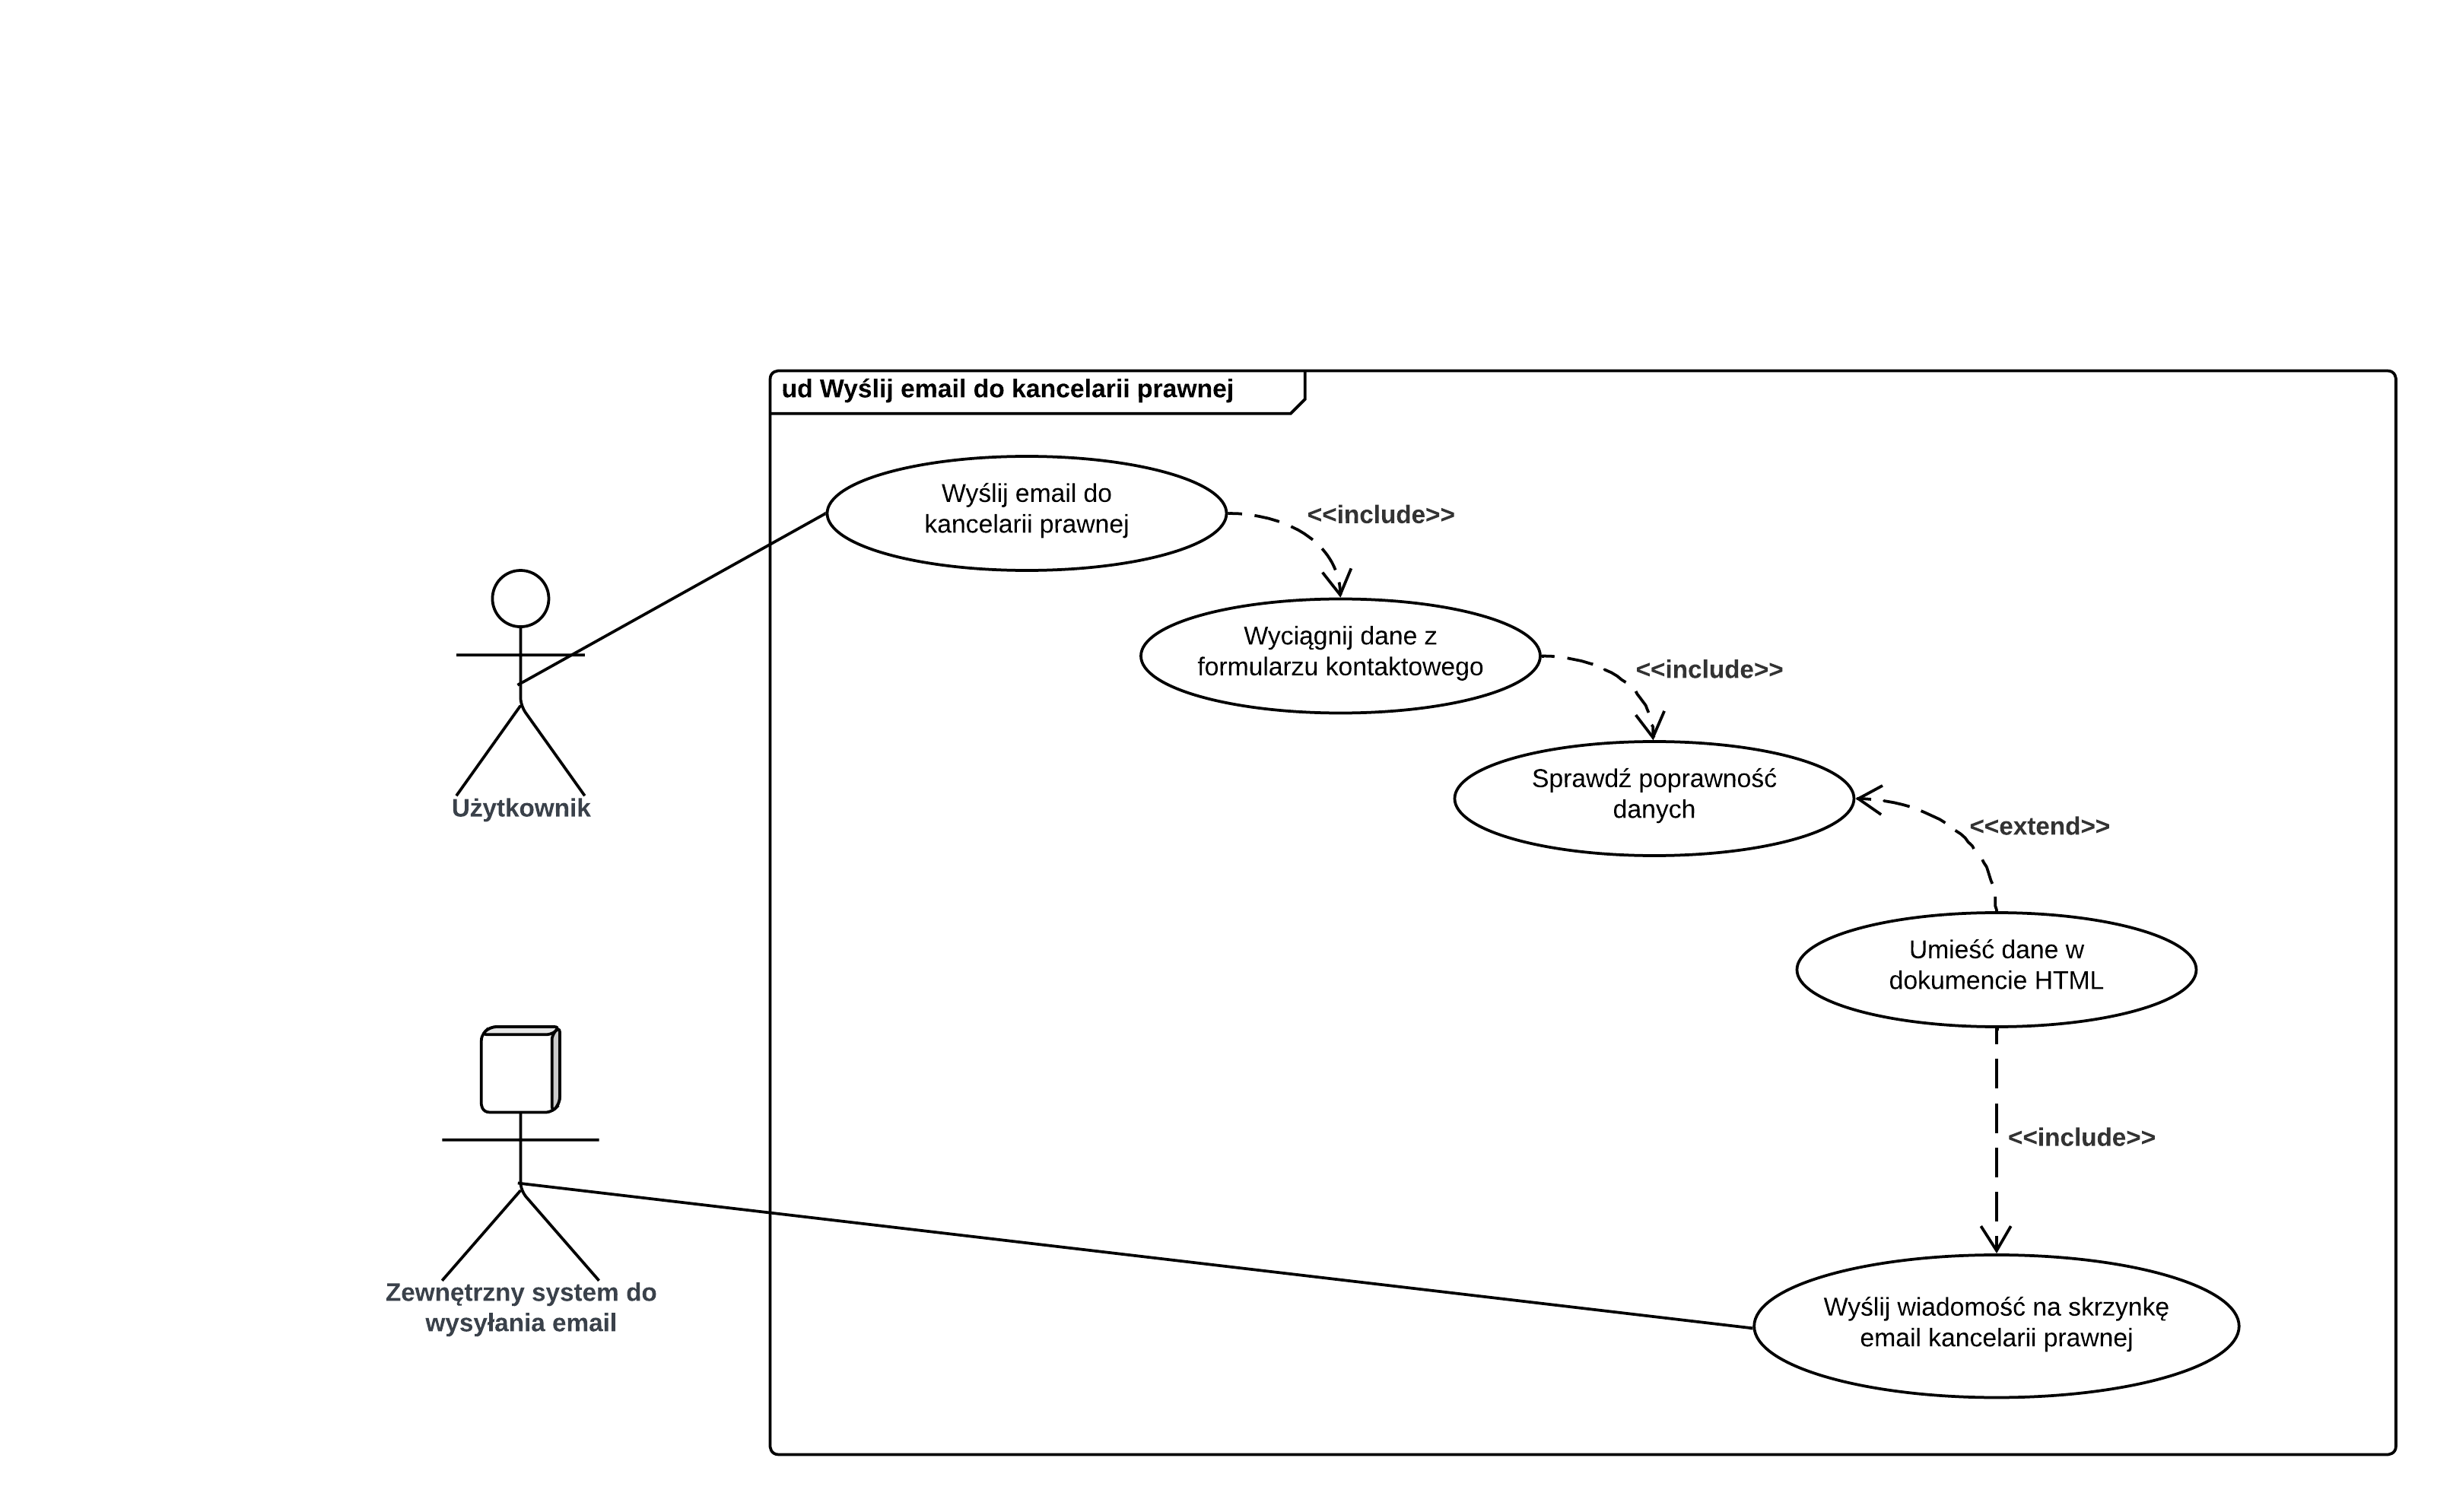 ud Wyślij email do kancelarii prawnej
Wyślij email do
kancelarii prawnej
<<include>>
Wyciągnij dane z
formularzu kontaktowego
<<include>>
Sprawdź poprawność
danych
<<extend>>
Użytkownik
Umieść dane w
dokumencie HTML
<<include>>
Zewnętrzny system do
wysyłania email
Wyślij wiadomość na skrzynkę
email kancelarii prawnej